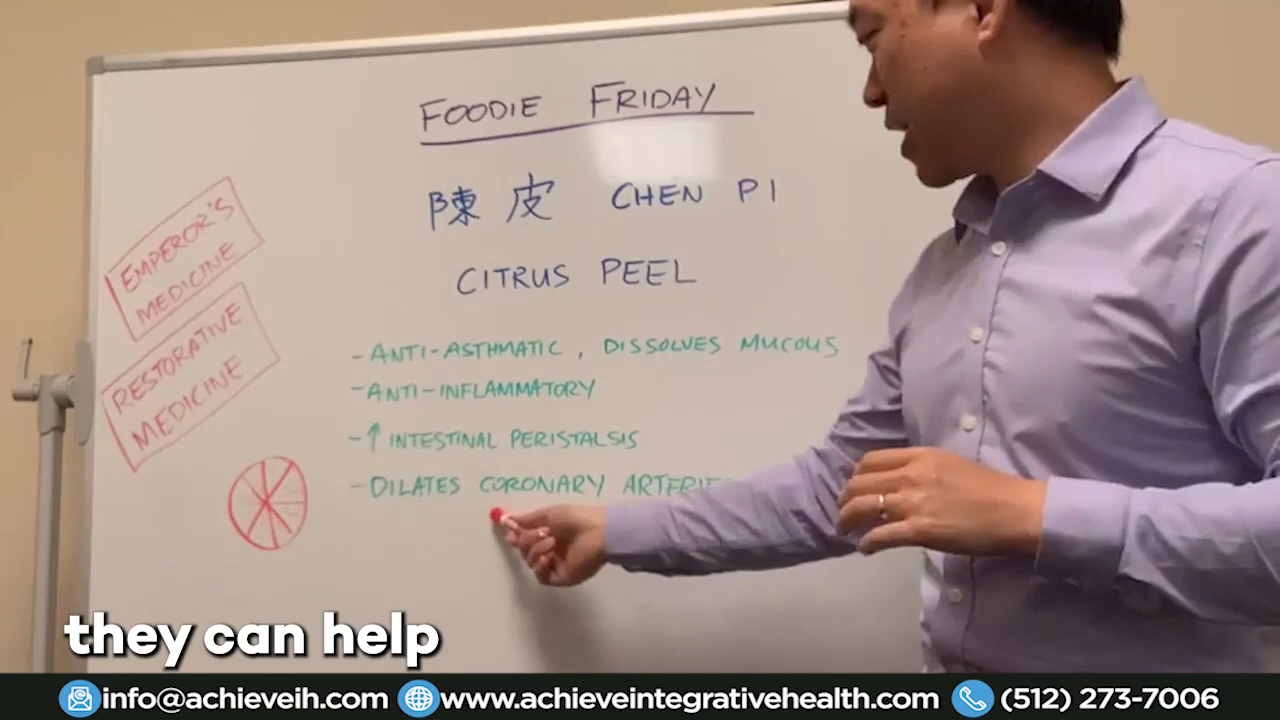 FOODIE FRIDAY
陳皮 CHEN PI
CITRUS PEEL
EMPEROR'S
MEDICINE
RESTORATIVE
MEDICINE
- ANTI-ASTHMATIC, DISSOLVES MUCOUS
- ANTI-INFLAMMATORY
- ↑ INTESTINAL PERISTALSIS
- DILATES CORONARY
they can help
info@achieveih.com www.achieveintegrativehealth.com (512) 273-7006